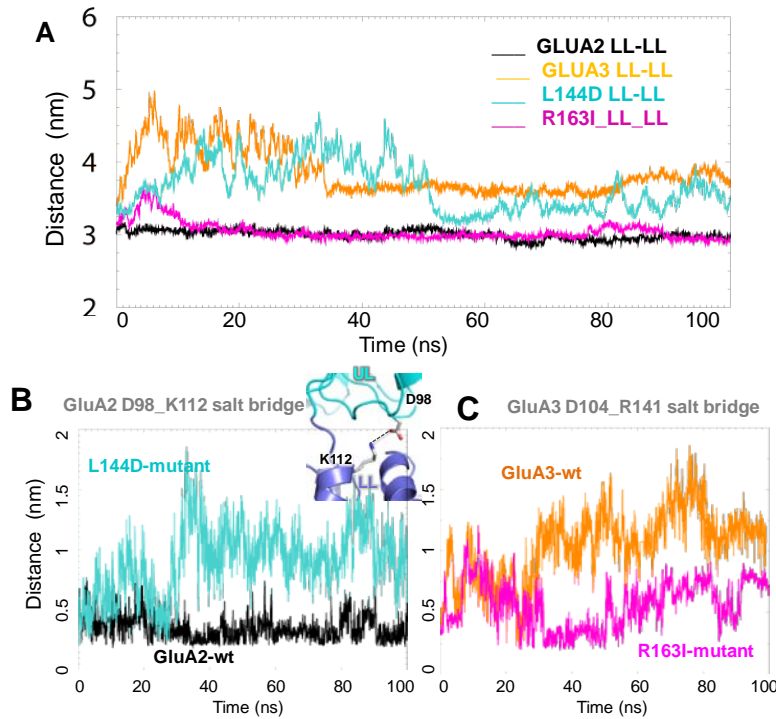 A
6
5
4
3
2
Distance (nm)
GLUA2 LL-LL
GLUA3 LL-LL
L144D LL-LL
R163I_LL_LL
0 20 40 60 80 100
Time (ns)
B
GluA2 D98_K112 salt bridge
UL
D98
K112
LL
2
1.5
1
0.5
0
Distance (nm)
L144D-mutant
GluA2-wt
0 20 40 60 80 100
Time (ns)
C
GluA3 D104_R141 salt bridge
2
1.5
1
0.5
0
GluA3-wt
R163I-mutant
0 20 40 60 80 100
Time (ns)